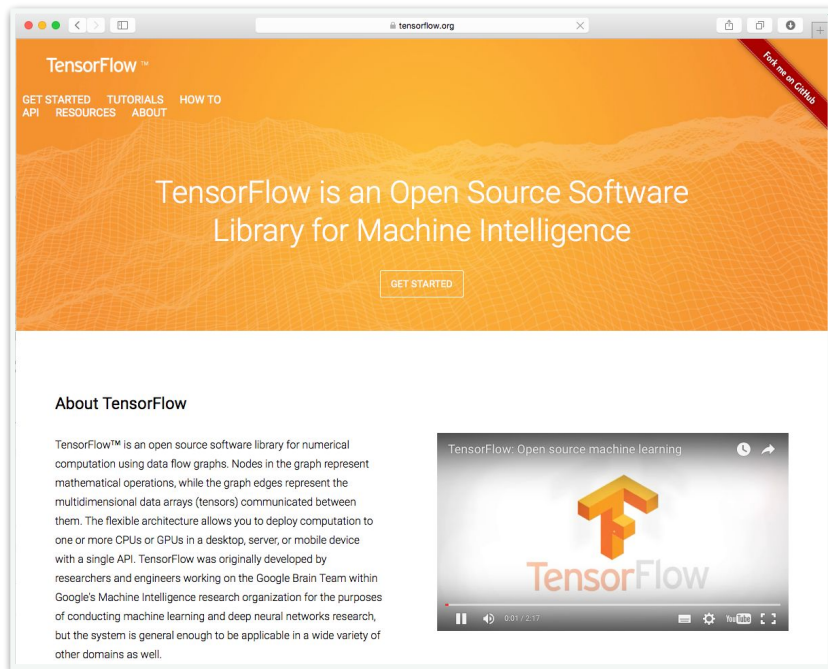 tensorflow.org
TensorFlow ™
Fork me on GitHub
GET STARTED TUTORIALS HOW TO
API RESOURCES ABOUT
TensorFlow is an Open Source Software
Library for Machine Intelligence
GET STARTED
About TensorFlow
TensorFlow™ is an open source software library for numerical
computation using data flow graphs. Nodes in the graph represent
mathematical operations, while the graph edges represent the
multidimensional data arrays (tensors) communicated between
them. The flexible architecture allows you to deploy computation to
one or more CPUs or GPUs in a desktop, server, or mobile device
with a single API. TensorFlow was originally developed by
researchers and engineers working on the Google Brain Team within
Google's Machine Intelligence research organization for the purposes
of conducting machine learning and deep neural networks research,
but the system is general enough to be applicable in a wide variety of
other domains as well.
TensorFlow: Open source machine learning
TensorFlow
0:01 / 2:17
YouTube